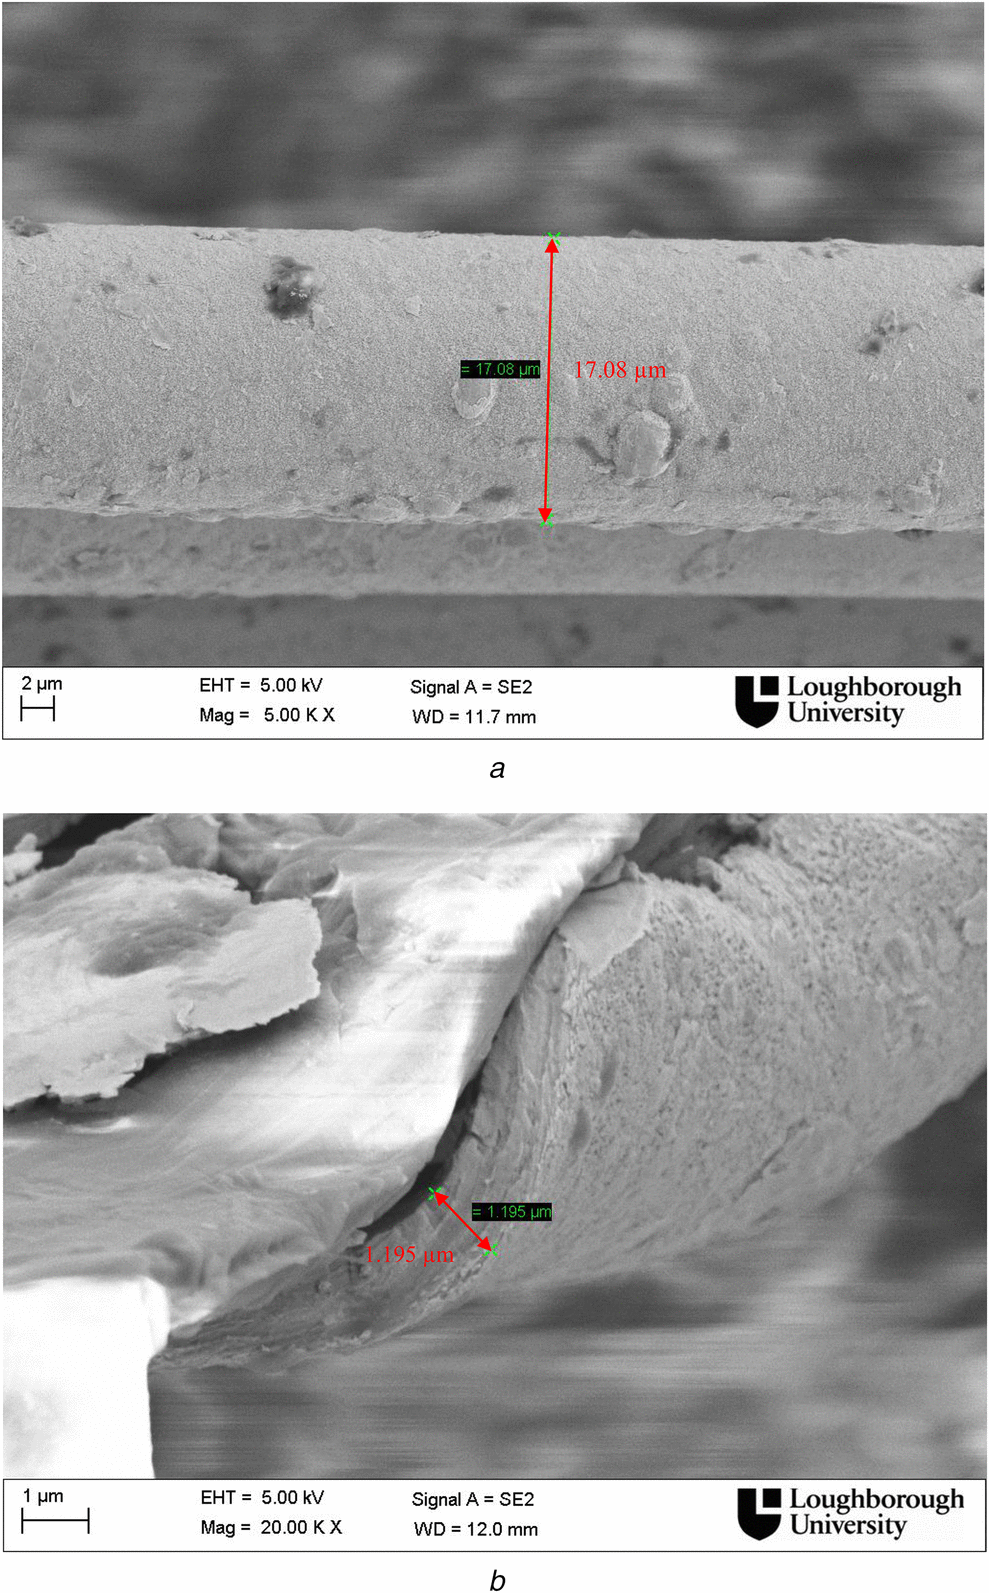 = 17.08 µm
17.08 µm
2 µm
EHT = 5.00 kV
Signal A = SE2
Mag = 5.00 K X
WD = 11.7 mm
Loughborough
University
a
= 1.195 µm
1.195 µm
1 µm
EHT = 5.00 kV
Signal A = SE2
Mag = 20.00 K X
WD = 12.0 mm
Loughborough
University
b